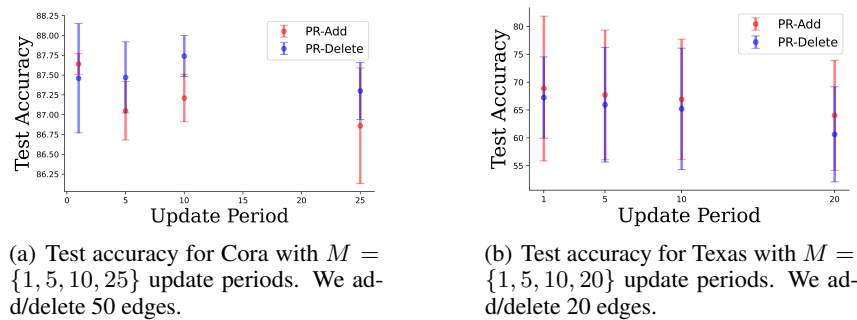 88.25
88.00
87.75
87.50
87.25
87.00
86.75
86.50
86.25
Test Accuracy
PR-Add
PR-Delete
0 5 10 15 20 25
Update Period
(a) Test accuracy for Cora with M =
{1, 5, 10, 25} update periods. We ad-
d/delete 50 edges.
80
75
70
65
60
55
Test Accuracy
PR-Add
PR-Delete
1 5 10 20
Update Period
(b) Test accuracy for Texas with M =
{1, 5, 10, 20} update periods. We ad-
d/delete 20 edges.